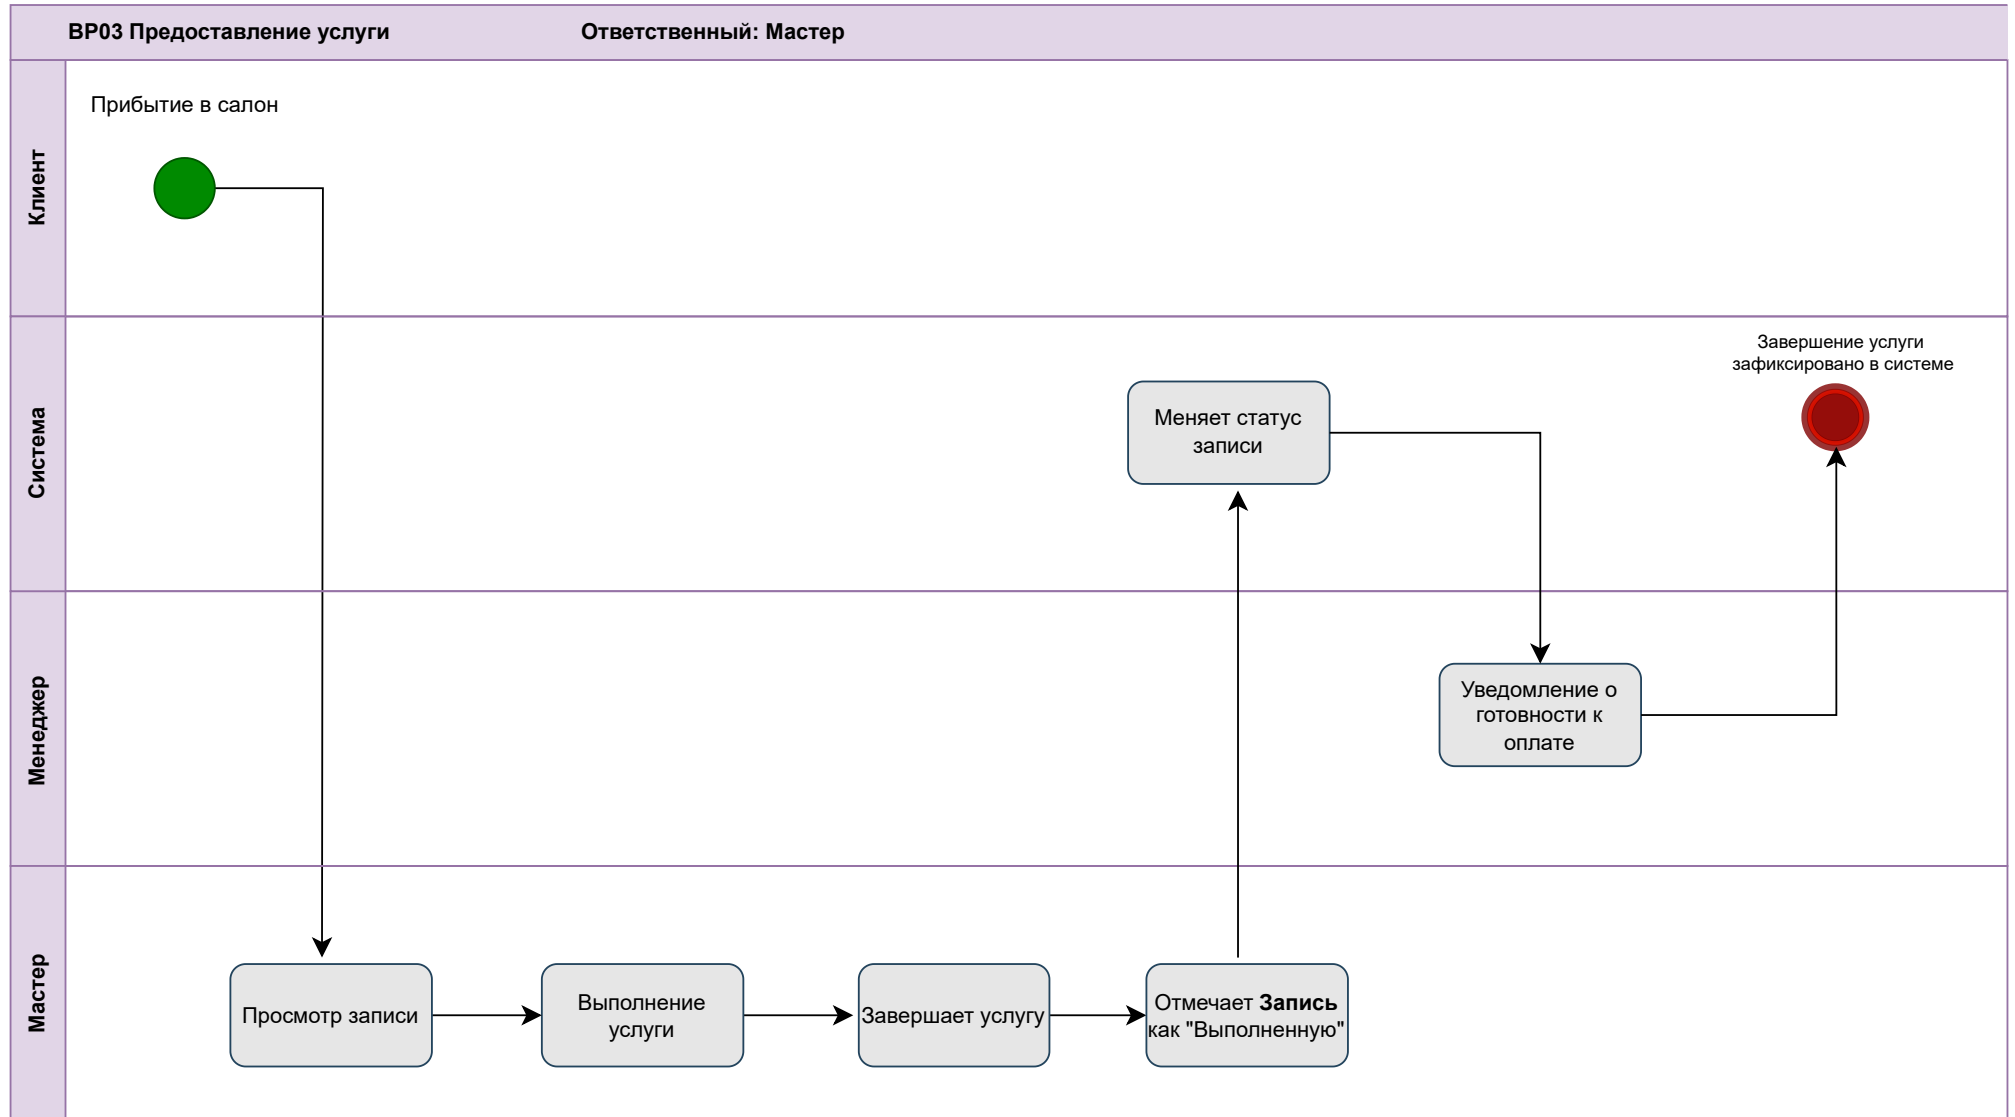 BP03 Предоставление услуги
Ответственный: Мастер
Клиент
Прибытие в салон
Система
Меняет статус
записи
Завершение услуги
зафиксировано в системе
Менеджер
Уведомление о
готовности к
оплате
Мастер
Просмотр записи
Выполнение
услуги
Завершает услугу
Отмечает Запись
как "Выполненную"